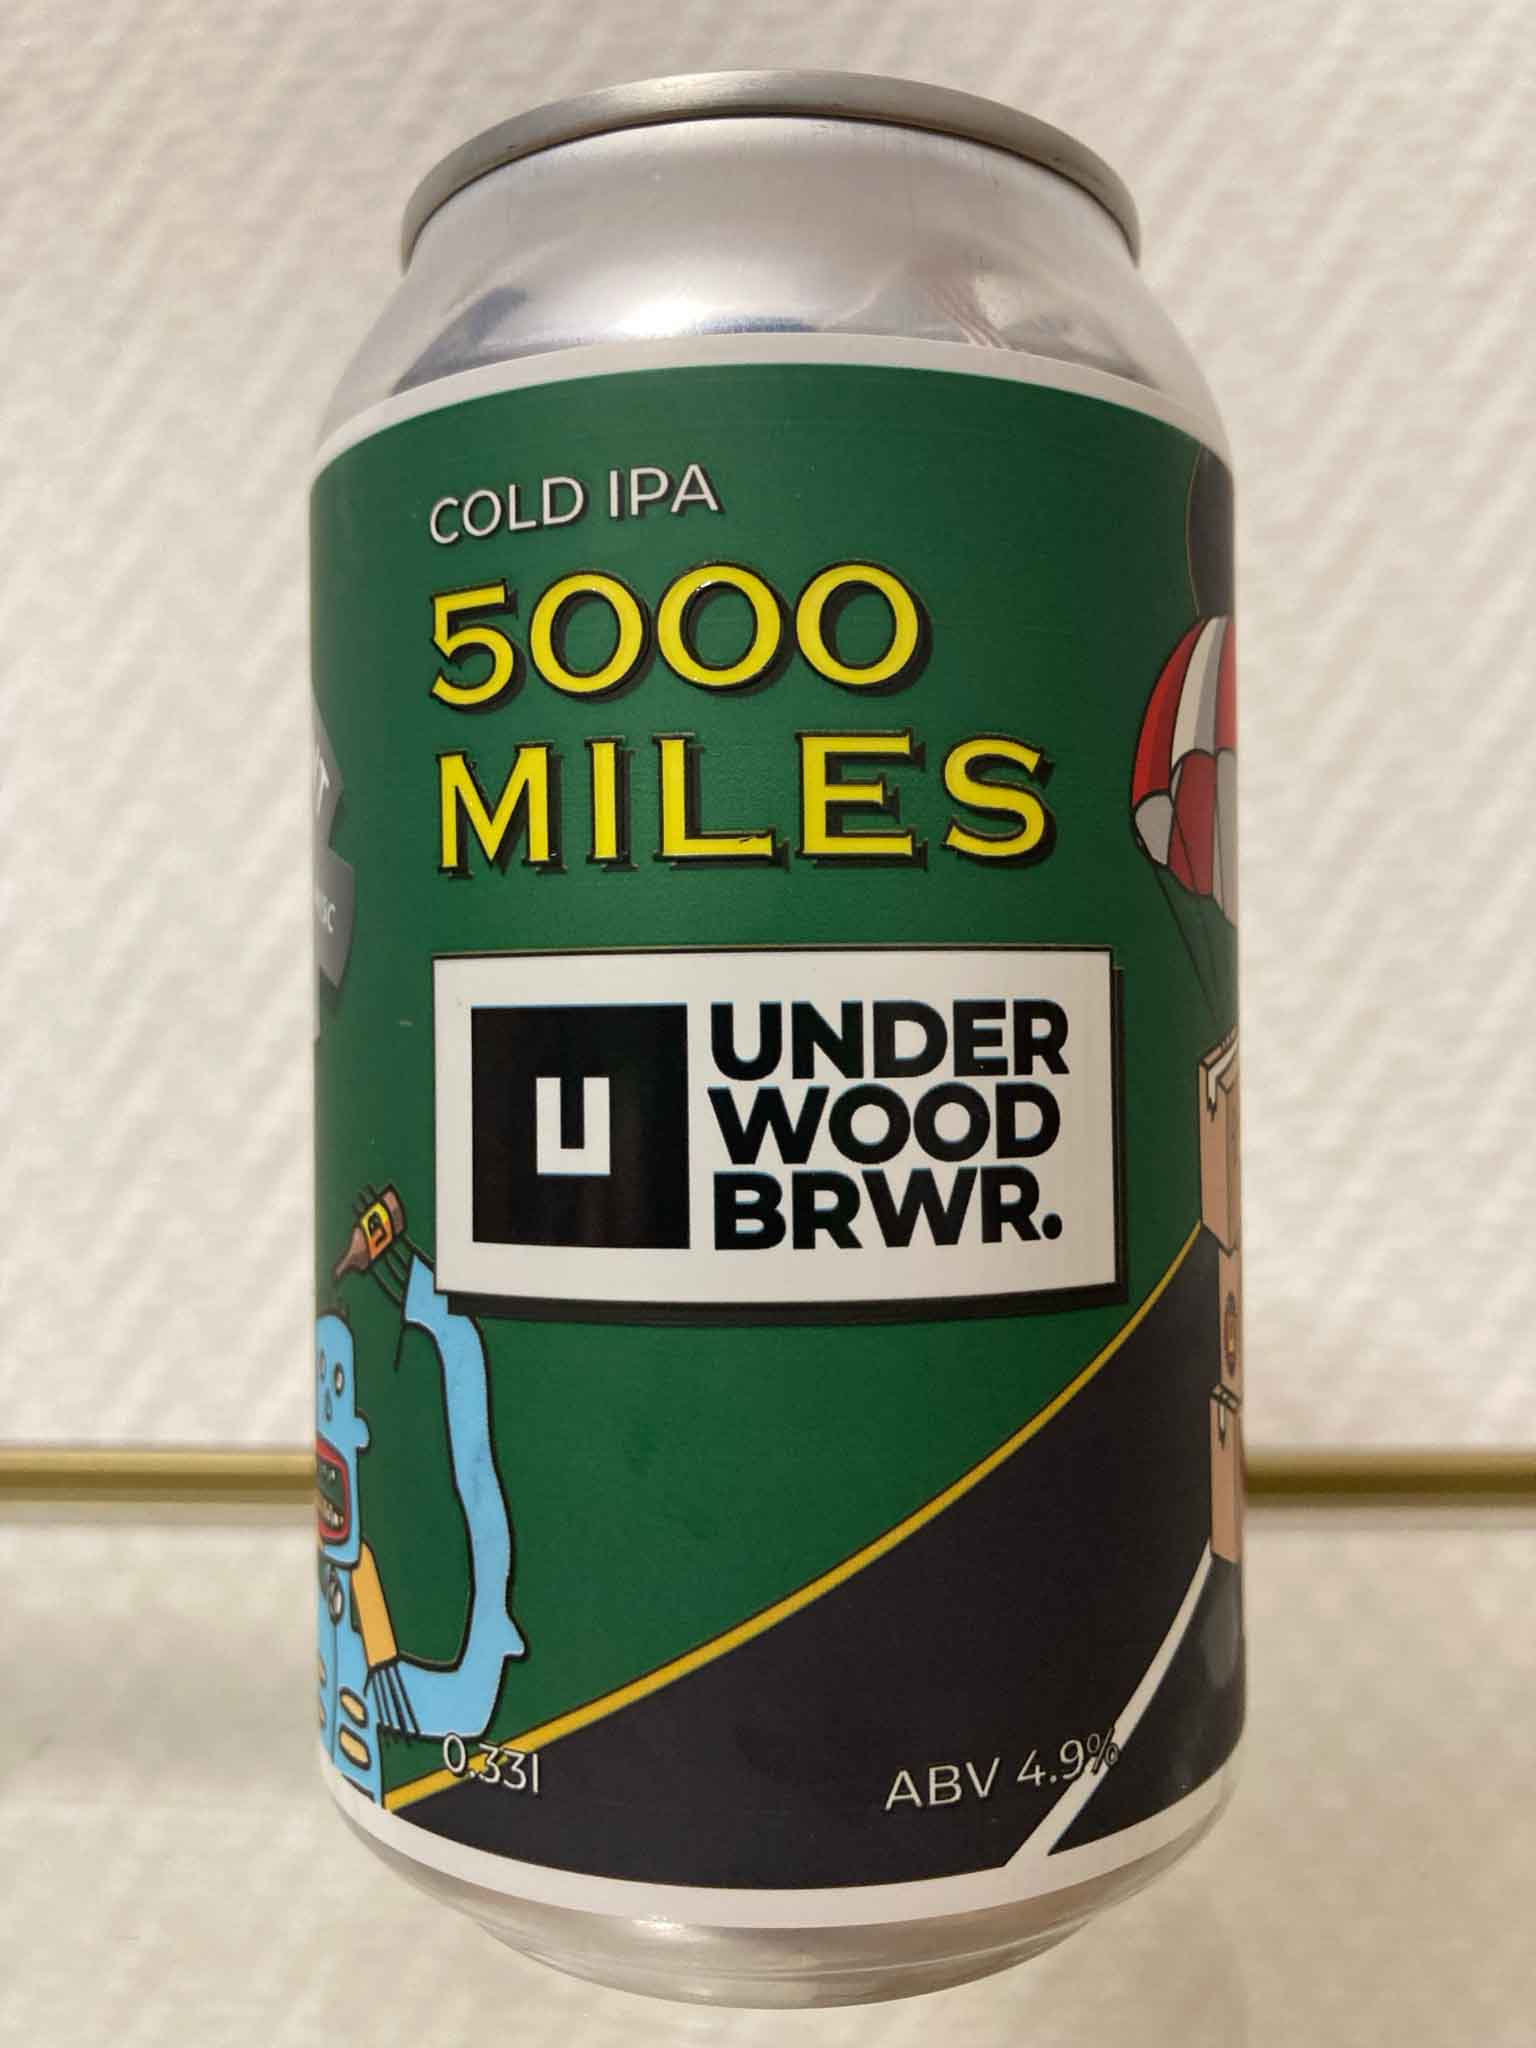 COLD IPA
5000
MILES
U
UNDER
WOOD
BRWR.
0.33l
ABV 4.9%